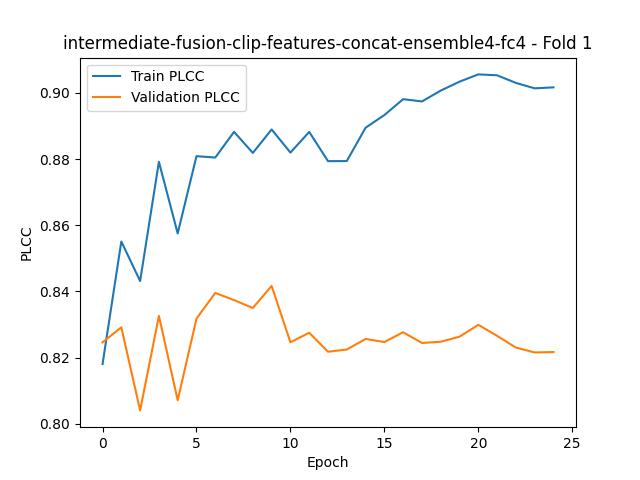 intermediate-fusion-clip-features-concat-ensemble4-fc4 - Fold 1
Train PLCC
Validation PLCC
0.90
0.88
0.86
0.84
0.82
0.80
PLCC
0 5 10 15 20 25
Epoch